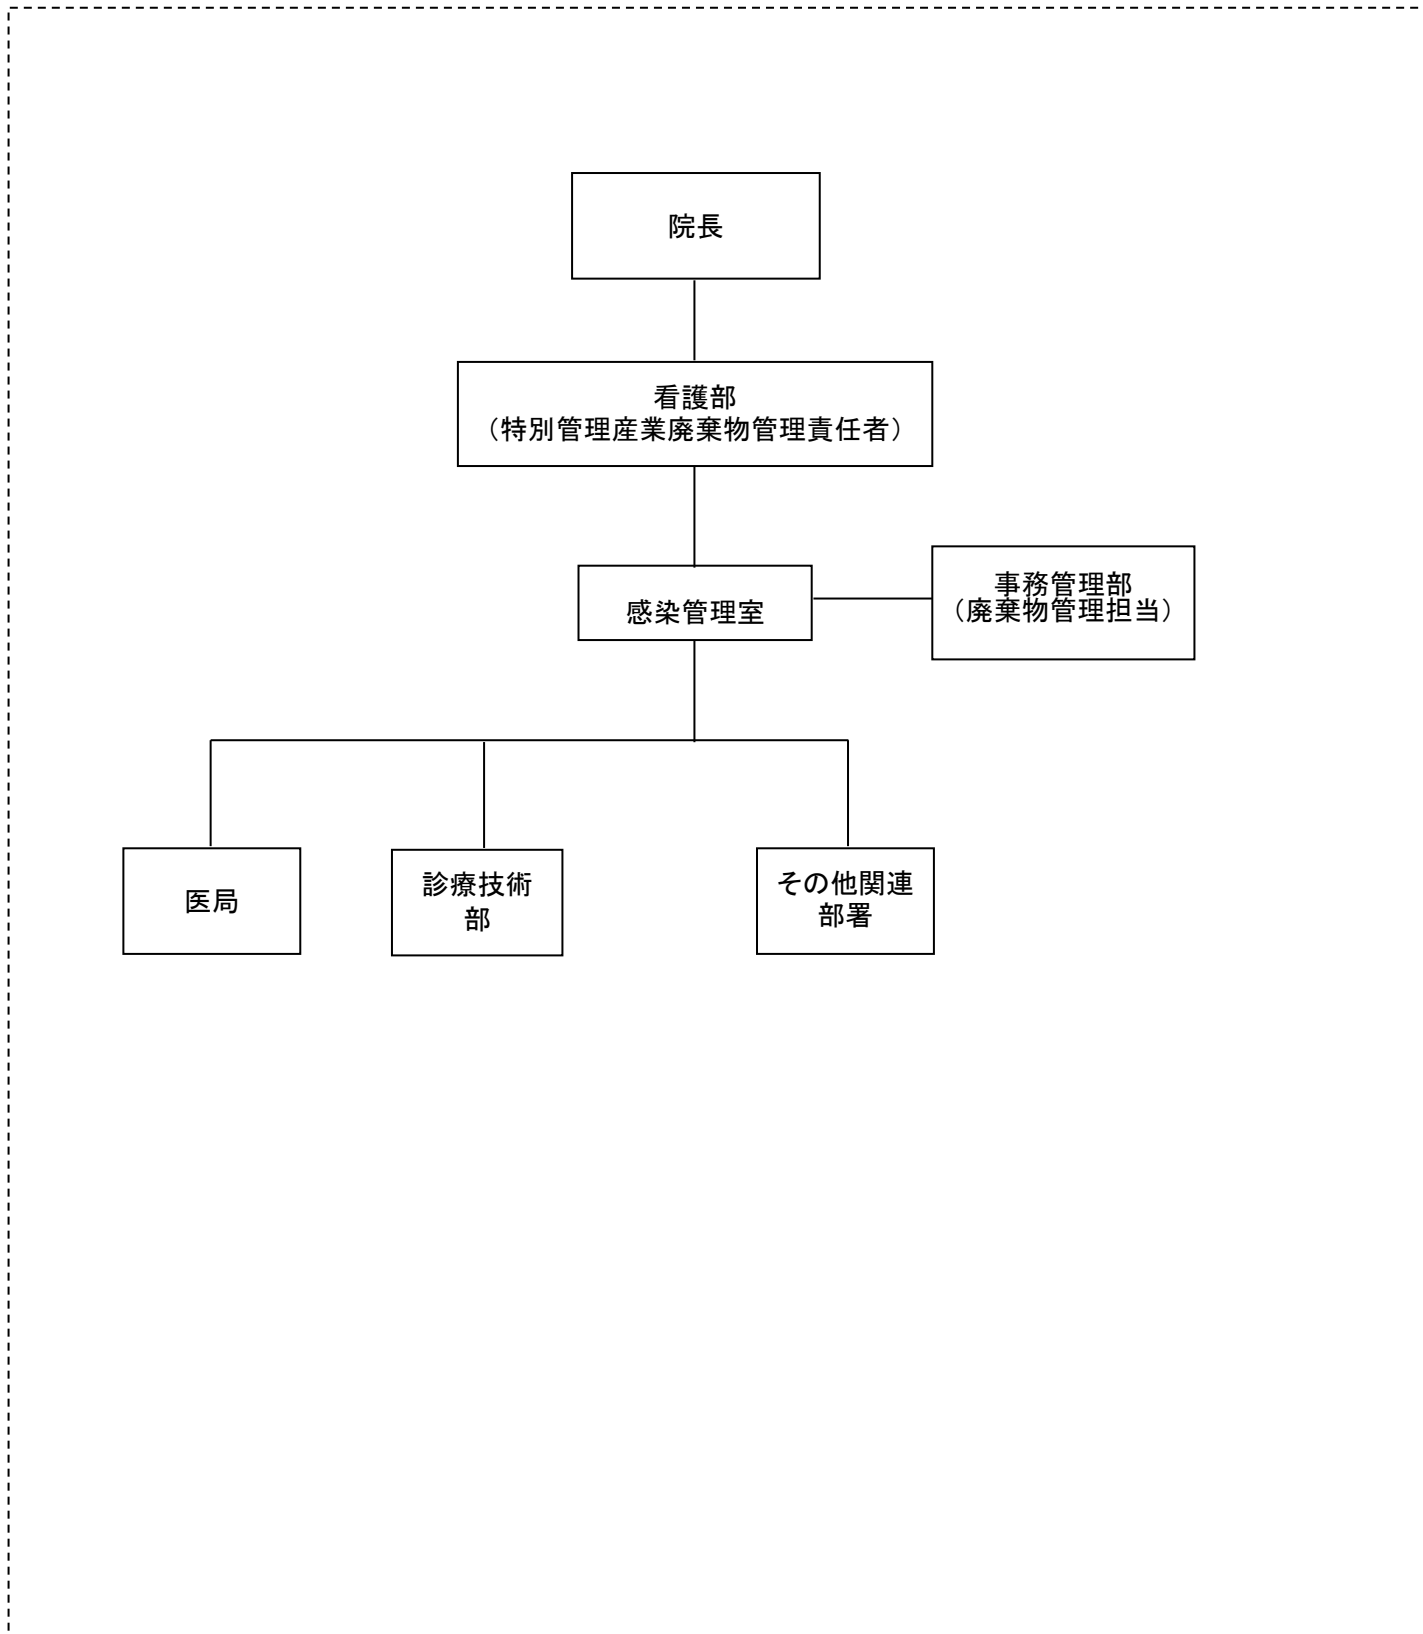 院長
看護部
（特別管理産業廃棄物管理責任者）
感染管理室
事務管理部
（廃棄物管理担当）
医局
診療技術
部
その他関連
部署